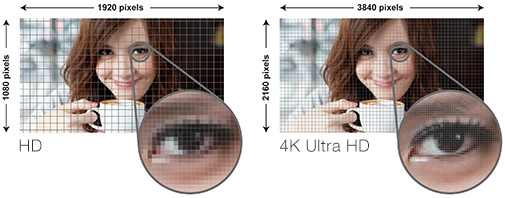 1920 pixels
1080 pixels
HD
3840 pixels
2160 pixels
4K Ultra HD